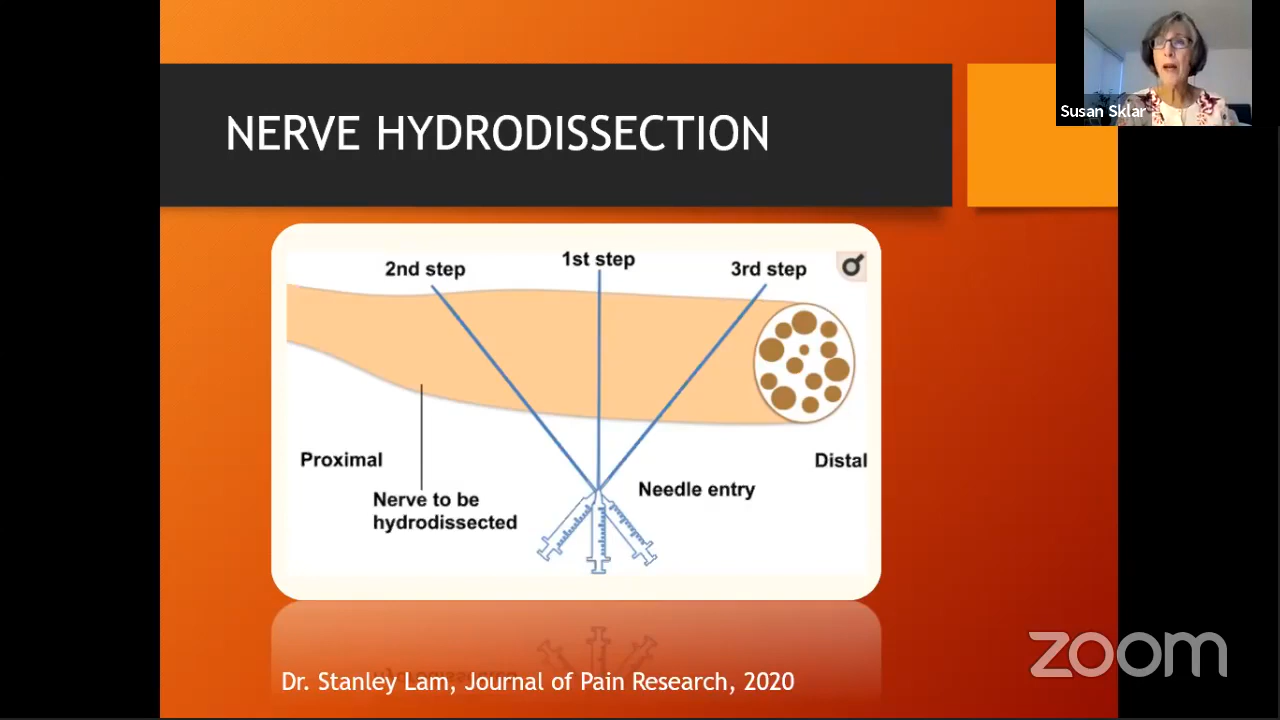 NERVE HYDRODISSECTION
Susan Sklar
2nd step
1st step
3rd step
Proximal
Distal
Nerve to be
hydrodissected
Needle entry
Dr. Stanley Lam, Journal of Pain Research, 2020
zoom